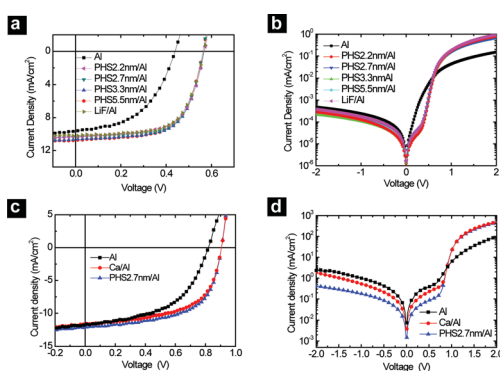 a
0
4
8
12
Current Density (mA/cm²)
0.0
0.2
0.4
0.6
Voltage (V)
Al
PHS2.2nm/Al
PHS2.7nm/Al
PHS3.3nm/Al
PHS5.5nm/Al
LiF/Al
b
10⁰
10⁻¹
10⁻²
10⁻³
10⁻⁴
10⁻⁵
10⁻⁶
Current Density (mA/cm²)
-2
-1
0
1
2
Voltage (V)
Al
PHS2.2nm/Al
PHS2.7nm/Al
PHS3.3nm/Al
PHS5.5nm/Al
LiF/Al
c
5
0
-5
-10
-15
Current density (mA/cm²)
-0.2
0.0
0.2
0.4
0.6
0.8
1.0
Voltage (V)
Al
Ca/Al
PHS2.7nm/Al
d
10³
10²
10¹
10⁰
10⁻¹
10⁻²
10⁻³
Current density (mA/cm²)
-2.0
-1.5
-1.0
-0.5
0.0
0.5
1.0
1.5
2.0
Voltage (V)
Al
Ca/Al
PHS2.7nm/Al